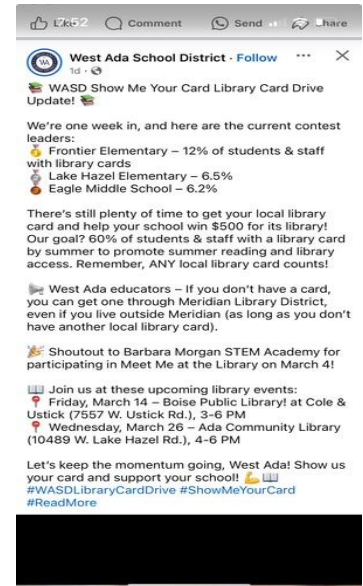 Like 7:52 Comment Send Share
West Ada School District · Follow ... ×
1d ·
📚 WASD Show Me Your Card Library Card Drive
Update! 📚
We're one week in, and here are the current contest
leaders:
🥇 Frontier Elementary – 12% of students & staff
with library cards
🥈 Lake Hazel Elementary – 6.5%
🥉 Eagle Middle School – 6.2%
There's still plenty of time to get your local library
card and help your school win $500 for its library!
Our goal? 60% of students & staff with a library card
by summer to promote summer reading and library
access. Remember, ANY local library card counts!
📢 West Ada educators – If you don't have a card,
you can get one through Meridian Library District,
even if you live outside Meridian (as long as you don't
have another local library card).
🎉 Shoutout to Barbara Morgan STEM Academy for
participating in Meet Me at the Library on March 4!
📖 Join us at these upcoming library events:
📍 Friday, March 14 – Boise Public Library! at Cole &
Ustick (7557 W. Ustick Rd.), 3-6 PM
📍 Wednesday, March 26 – Ada Community Library
(10489 W. Lake Hazel Rd.), 4-6 PM
Let's keep the momentum going, West Ada! Show us
your card and support your school! 💪📖
#WASDLibraryCardDrive #ShowMeYourCard
#ReadMore